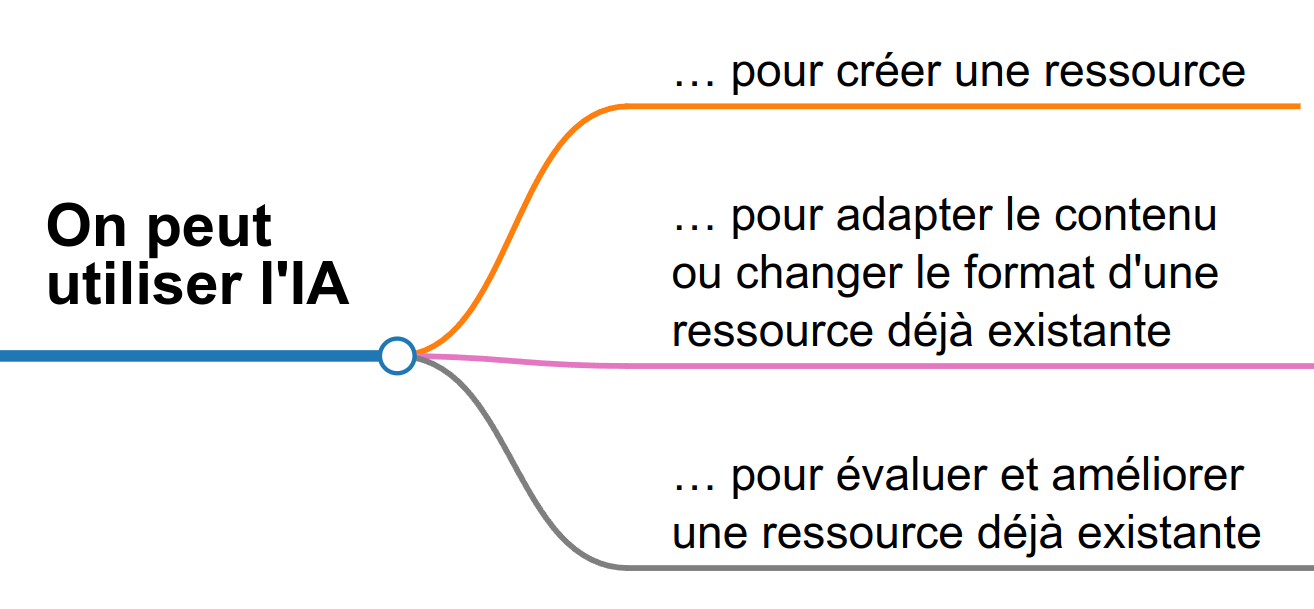 … pour créer une ressource
On peut
utiliser l'IA
… pour adapter le contenu
ou changer le format d'une
ressource déjà existante
… pour évaluer et améliorer
une ressource déjà existante